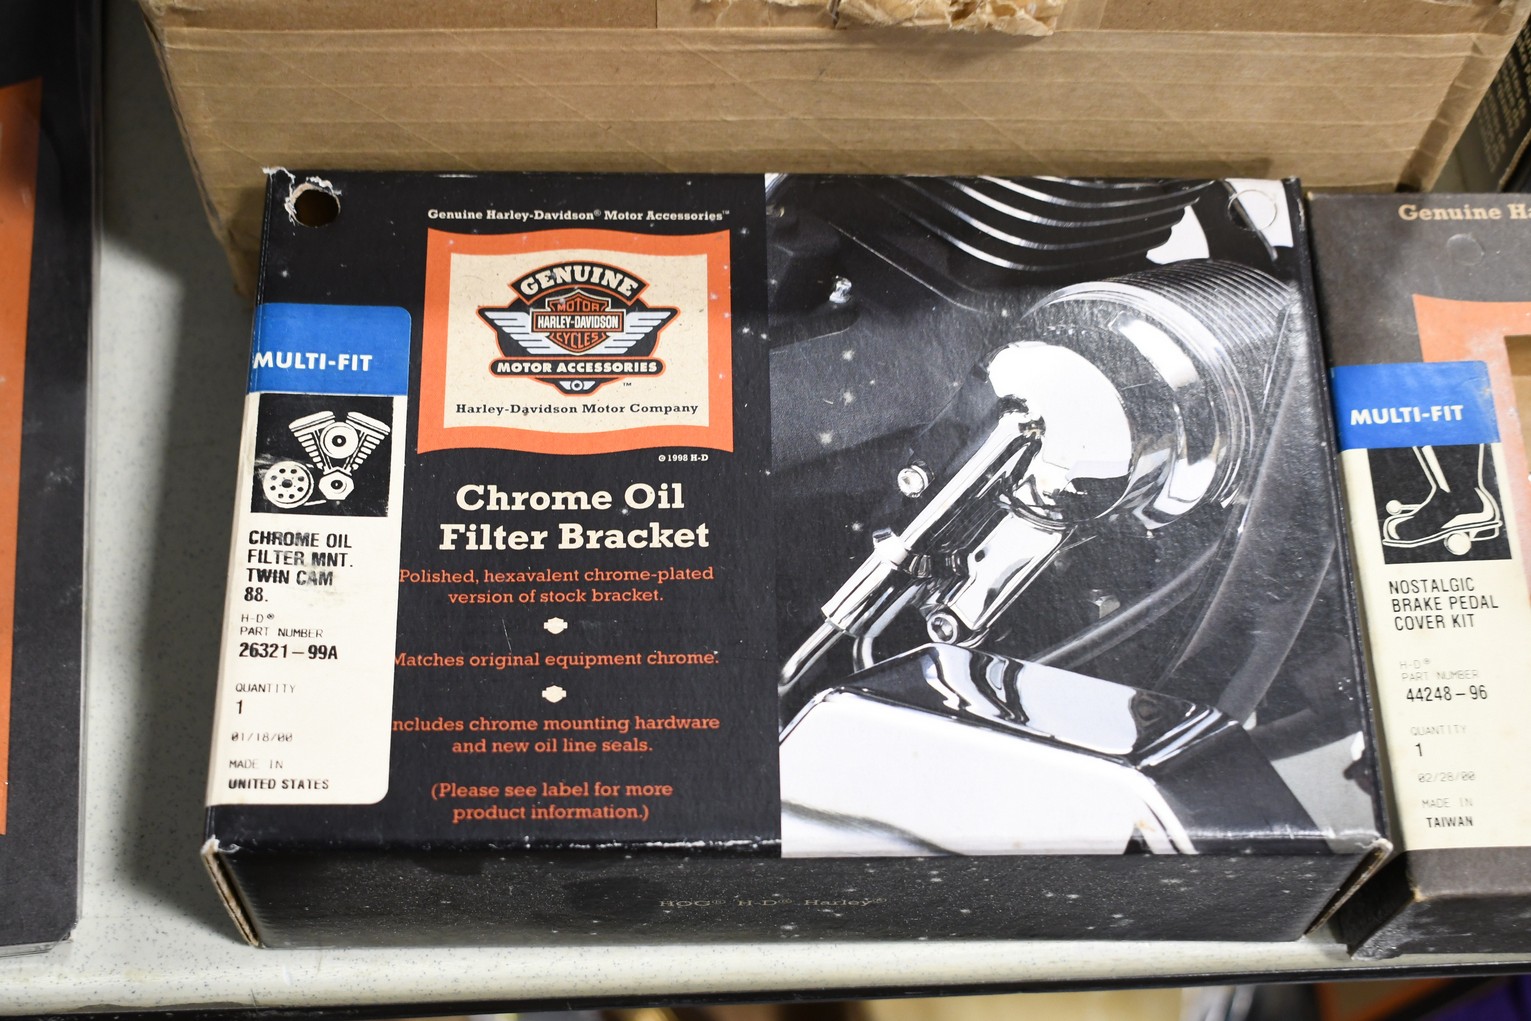 Genuine Harley-Davidson® Motor Accessories™
GENUINE
MOTOR
HARLEY-DAVIDSON
CYCLES
MOTOR ACCESSORIES
™
Harley-Davidson Motor Company
© 1998 H-D
Chrome Oil
Filter Bracket
Polished, hexavalent chrome-plated
version of stock bracket.
Matches original equipment chrome.
ncludes chrome mounting hardware
and new oil line seals.
(Please see label for more
product information.)
MULTI-FIT
CHROME OIL
FILTER MNT.
TWIN CAM
88.
H-D®
PART NUMBER
26321-99A
QUANTITY
1
01/18/00
MADE IN
UNITED STATES
HOG® H-D® Harley®
Genuine H
MULTI-FIT
NOSTALGIC
BRAKE PEDAL
COVER KIT
H-D®
PART NUMBER
44248-96
QUANTITY
1
02/28/00
MADE IN
TAIWAN